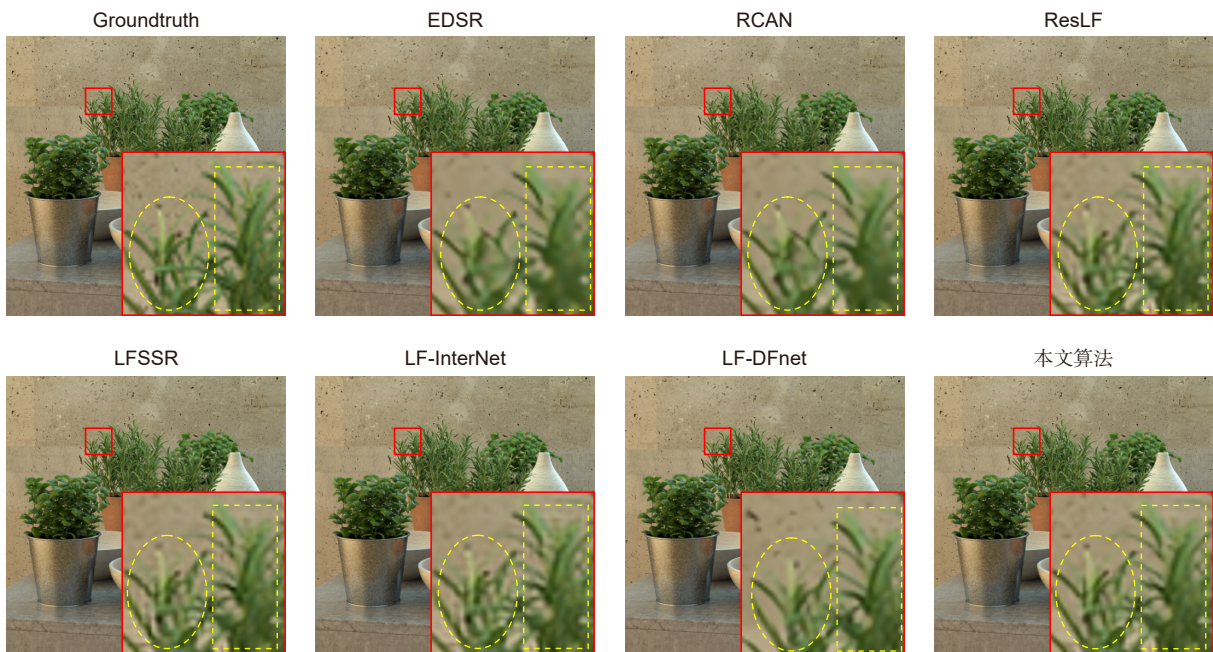 Groundtruth
EDSR
RCAN
ResLF
LFSSR
LF-InterNet
LF-DFnet
本文算法